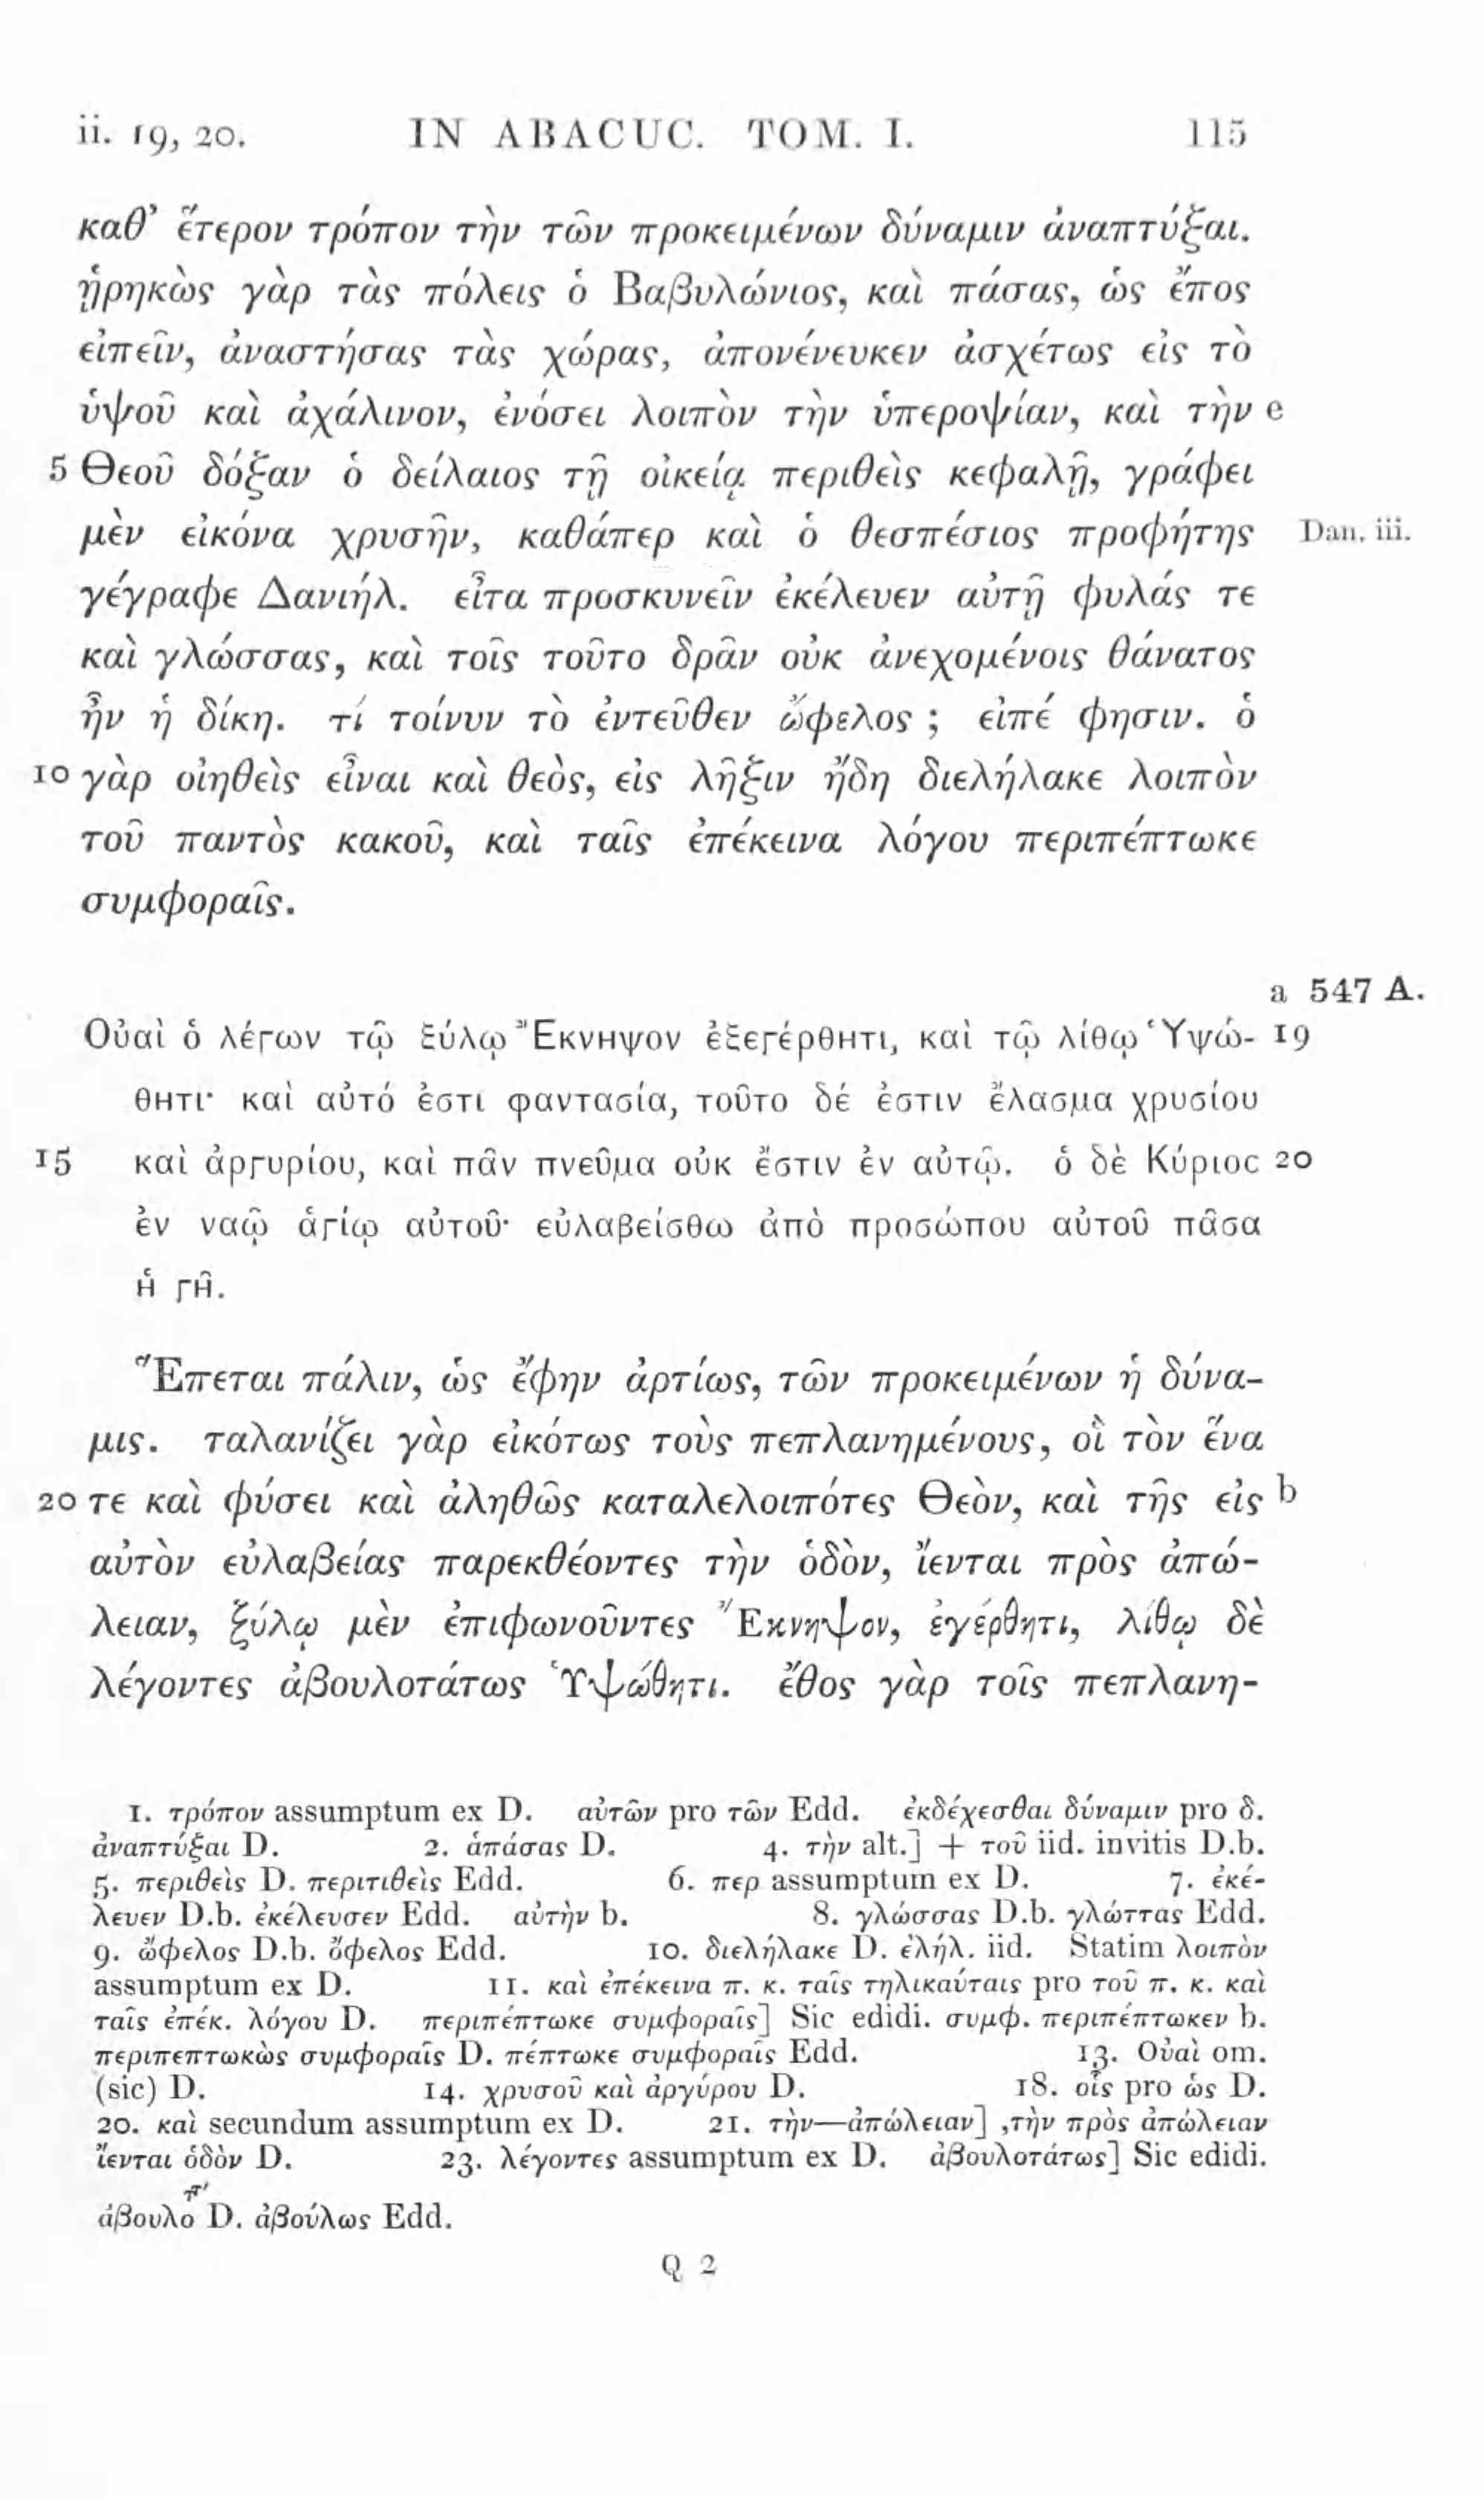 ii. 19, 20. IN ABACUC. TOM. I. 115
καθ’ ἕτερον τρόπον τὴν τῶν προκειμένων δύναμιν ἀναπτύξαι.
ᾑρηκὼς γὰρ τὰς πόλεις ὁ Βαβυλώνιος, καὶ πάσας, ὡς ἔπος
εἰπεῖν, ἀναστήσας τὰς χώρας, ἀπονένευκεν ἀσχέτως εἰς τὸ
ὑψοῦ καὶ ἀχάλινον, ἐνόσει λοιπὸν τὴν ὑπεροψίαν, καὶ τὴν e
5 Θεοῦ δόξαν ὁ δείλαιος τῇ οἰκείᾳ περιθεὶς κεφαλῇ, γράφει
μὲν εἰκόνα χρυσῆν, καθάπερ καὶ ὁ θεσπέσιος προφήτης Dan. iii.
γέγραφε Δανιήλ. εἶτα προσκυνεῖν ἐκέλευεν αὐτῇ φυλάς τε
καὶ γλώσσας, καὶ τοῖς τοῦτο δρᾶν οὐκ ἀνεχομένοις θάνατος
ἦν ἡ δίκη. τί τοίνυν τὸ ἐντεῦθεν ὤφελος ; εἰπέ φησιν. ὁ
10 γὰρ οἰηθεὶς εἶναι καὶ θεὸς, εἰς λῆξιν ἤδη διελήλακε λοιπὸν
τοῦ παντὸς κακοῦ, καὶ ταῖς ἐπέκεινα λόγου περιπέπτωκε
συμφοραῖς.
a 547 A.
Οὐαὶ ὁ λέγων τῷ ξύλῳ Ἔκνηψον ἐξεγέρθητι, καὶ τῷ λίθῳ Ὑψώ- 19
θητι· καὶ αὐτό ἐστι φαντασία, τοῦτο δέ ἐστιν ἔλασμα χρυσίου
15 καὶ ἀργυρίου, καὶ πᾶν πνεῦμα οὐκ ἔστιν ἐν αὐτῷ. ὁ δὲ Κύριος 20
ἐν ναῷ ἁγίῳ αὐτοῦ· εὐλαβείσθω ἀπὸ προσώπου αὐτοῦ πᾶσα
ἡ γῆ.
Ἕπεται πάλιν, ὡς ἔφην ἀρτίως, τῶν προκειμένων ἡ δύνα-
μις. ταλανίζει γὰρ εἰκότως τοὺς πεπλανημένους, οἳ τὸν ἕνα
20 τε καὶ φύσει καὶ ἀληθῶς καταλελοιπότες Θεὸν, καὶ τῆς εἰς b
αὐτὸν εὐλαβείας παρεκθέοντες τὴν ὁδὸν, ἵενται πρὸς ἀπώ-
λειαν, ξύλῳ μὲν ἐπιφωνοῦντες Ἔκνηψον, ἐγέρθητι, λίθῳ δὲ
λέγοντες ἀβουλοτάτως Ὑψώθητι. ἔθος γὰρ τοῖς πεπλανη-
1. τρόπον assumptum ex D. αὐτῶν pro τῶν Edd. ἐκδέχεσθαι δύναμιν pro δ.
ἀναπτύξαι D. 2. ἁπάσας D. 4. τὴν alt.] + τοῦ iid. invitis D.b.
5. περιθεὶς D. περιτιθεὶς Edd. 6. περ assumptum ex D. 7. ἐκέ-
λευεν D.b. ἐκέλευσεν Edd. αὐτὴν b. 8. γλώσσας D.b. γλώττας Edd.
9. ὤφελος D.b. ὄφελος Edd. 10. διελήλακε D. ἐλήλ. iid. Statim λοιπὸν
assumptum ex D. 11. καὶ ἐπέκεινα π. κ. ταῖς τηλικαύταις pro τοῦ π. κ. καὶ
ταῖς ἐπέκ. λόγου D. περιπέπτωκε συμφοραῖς] Sic edidi. συμφ. περιπέπτωκεν b.
περιπεπτωκὼς συμφοραῖς D. πέπτωκε συμφοραῖς Edd. 13. Οὐαὶ om.
(sic) D. 14. χρυσοῦ καὶ ἀργύρου D. 18. οἷς pro ὡς D.
20. καὶ secundum assumptum ex D. 21. τὴν—ἀπώλειαν] ,τὴν πρὸς ἀπώλειαν
ἵενται ὁδὸν D. 23. λέγοντες assumptum ex D. ἀβουλοτάτως] Sic edidi.
ἀβουλο D. ἀβούλως Edd.
Q 2